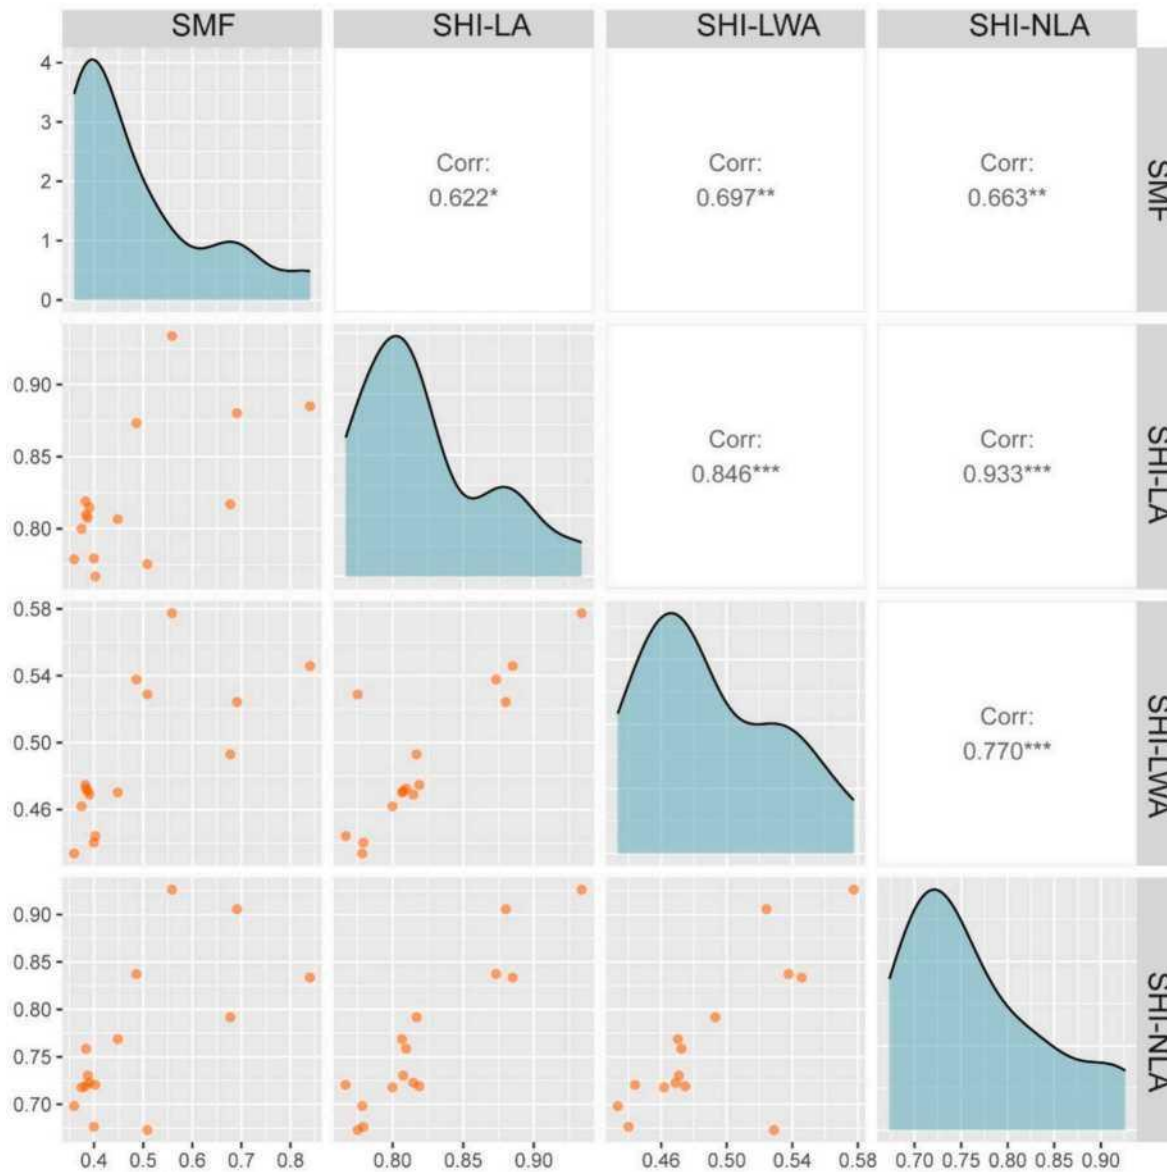 SMF SHI-LA SHI-LWA SHI-NLA
4
3
2
1
0
Corr:
0.622*
Corr:
0.697**
Corr:
0.663**
SMF
0.90
0.85
0.80
Corr:
0.846***
Corr:
0.933***
SHI-LA
0.58
0.54
0.50
0.46
Corr:
0.770***
SHI-LWA
0.90
0.85
0.80
0.75
0.70
SHI-NLA
0.4 0.5 0.6 0.7 0.8 0.80 0.85 0.90 0.46 0.50 0.54 0.58 0.70 0.75 0.80 0.85 0.90